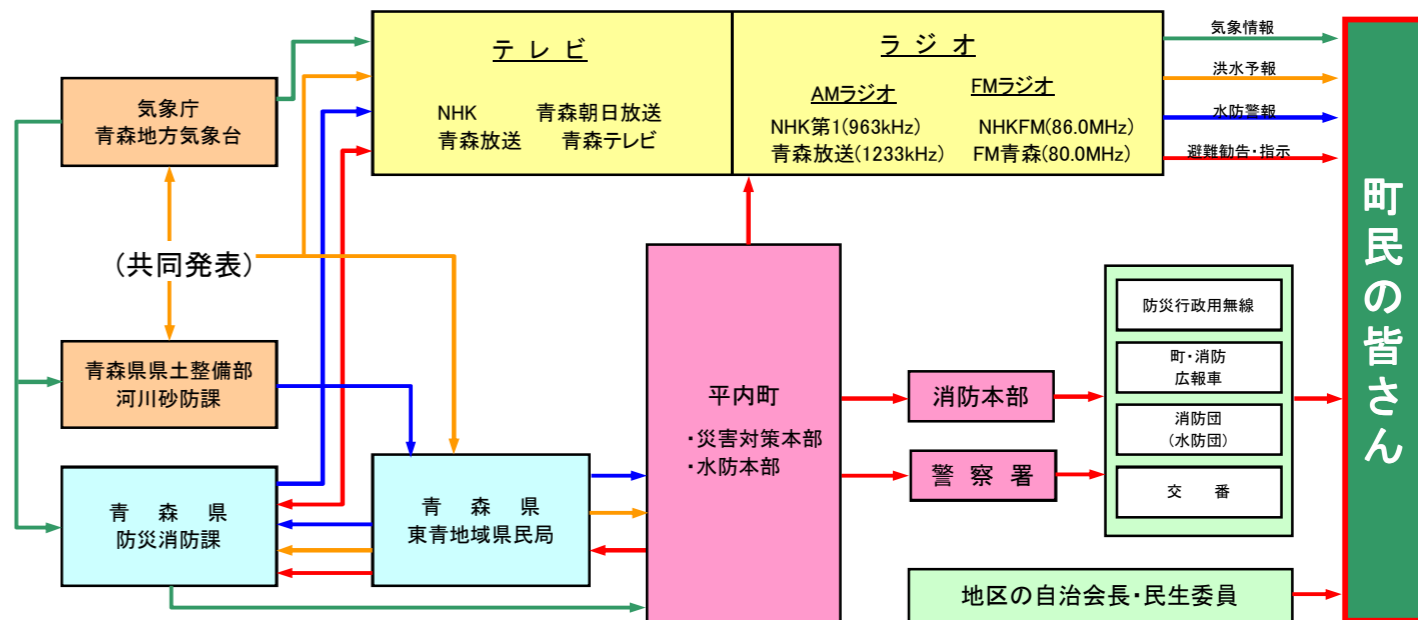 テレビ
NHK 青森朝日放送
青森放送 青森テレビ
ラジオ
AMラジオ
NHK第1(963kHz)
青森放送(1233kHz)
FMラジオ
NHKFM(86.0MHz)
FM青森(80.0MHz)
気象情報
洪水予報
水防警報
避難勧告・指示
気象庁
青森地方気象台
(共同発表)
青森県県土整備部
河川砂防課
青森県
防災消防課
青森県
東青地域県民局
平内町
・災害対策本部
・水防本部
消防本部
警察署
防災行政用無線
町・消防
広報車
消防団
(水防団)
交番
地区の自治会長・民生委員
町民の皆さん